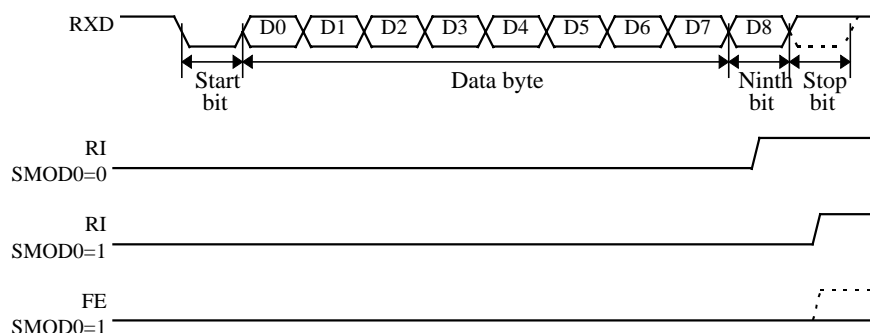 RXD D0 D1 D2 D3 D4 D5 D6 D7 D8
Start Data byte Ninth Stop
bit bit bit
RI
SMOD0=0
RI
SMOD0=1
FE
SMOD0=1